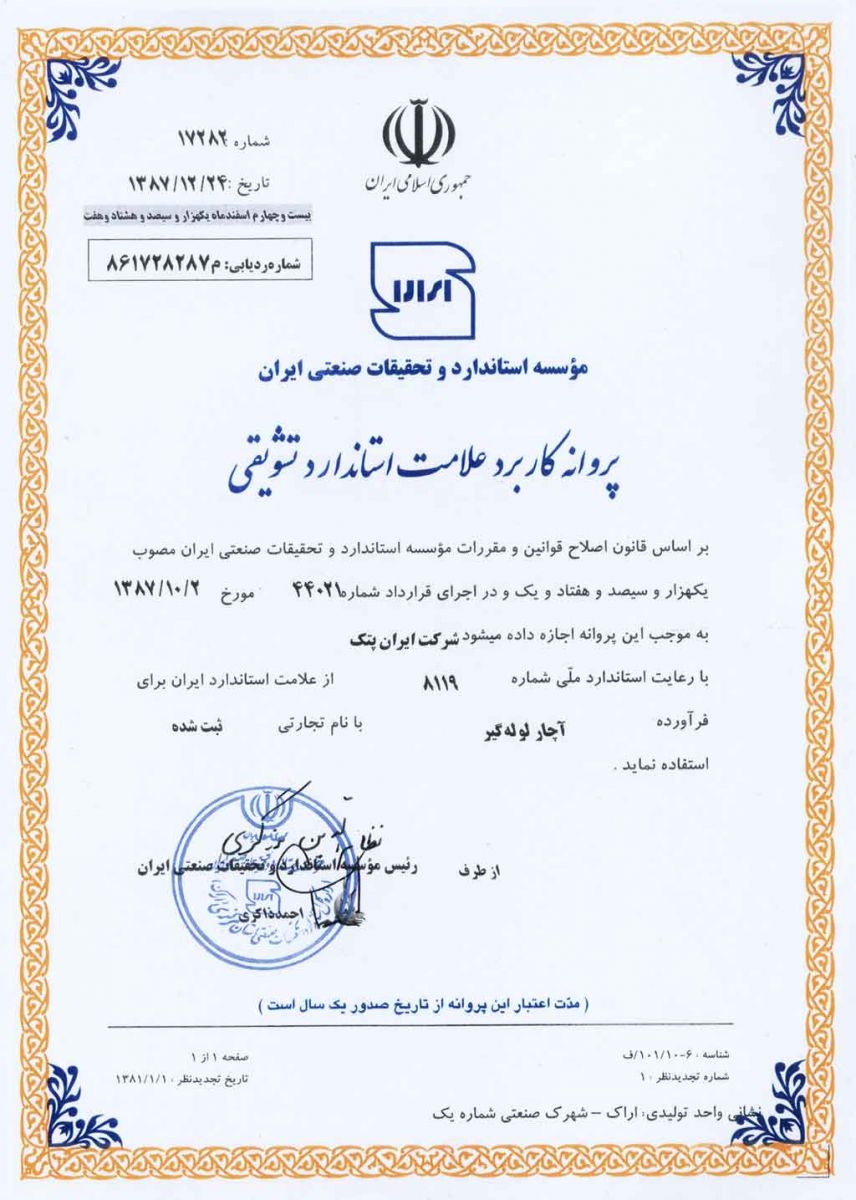 جمهوری اسلامی ایران
شماره: ۱۷۲۸۲
تاریخ: ۱۳۸۷/۱۲/۲۴
بیست و چهارم اسفندماه یکهزار و سیصد و هشتاد و هفت
شماره ردیابی: م۸۶۱۷۲۸۲۸۷
ایران
مؤسسه استاندارد و تحقیقات صنعتی ایران
پروانه کاربرد علامت استاندارد تشویقی
بر اساس قانون اصلاح قوانین و مقررات مؤسسه استاندارد و تحقیقات صنعتی ایران مصوب
یکهزار و سیصد و هفتاد و یک و در اجرای قرارداد شماره ۴۴۰۲۱ مورخ ۱۳۸۷/۱۰/۲
به موجب این پروانه اجازه داده میشود شرکت ایران پتک
با رعایت استاندارد ملّی شماره ۸۱۱۹ از علامت استاندارد ایران برای
فرآورده آچار لوله‌گیر با نام تجارتی ثبت شده
استفاده نماید .
از طرف رئیس مؤسسه استاندارد و تحقیقات صنعتی ایران
احمد ذاکری
( مدّت اعتبار این پروانه از تاریخ صدور یک سال است )
شناسه : ۶-۱۰۱/۱۰/ف
صفحه ۱ از ۱
شماره تجدیدنظر : ۱
تاریخ تجدیدنظر : ۱۳۸۱/۱/۱
نشانی واحد تولیدی: اراک – شهرک صنعتی شماره یک